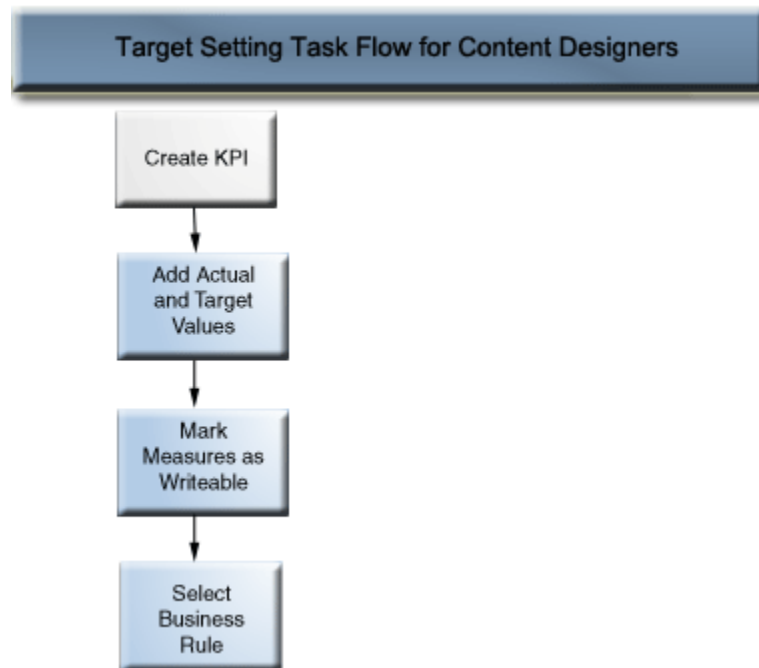 Target Setting Task Flow for Content Designers
Create KPI
Add Actual
and Target
Values
Mark
Measures as
Writeable
Select
Business
Rule